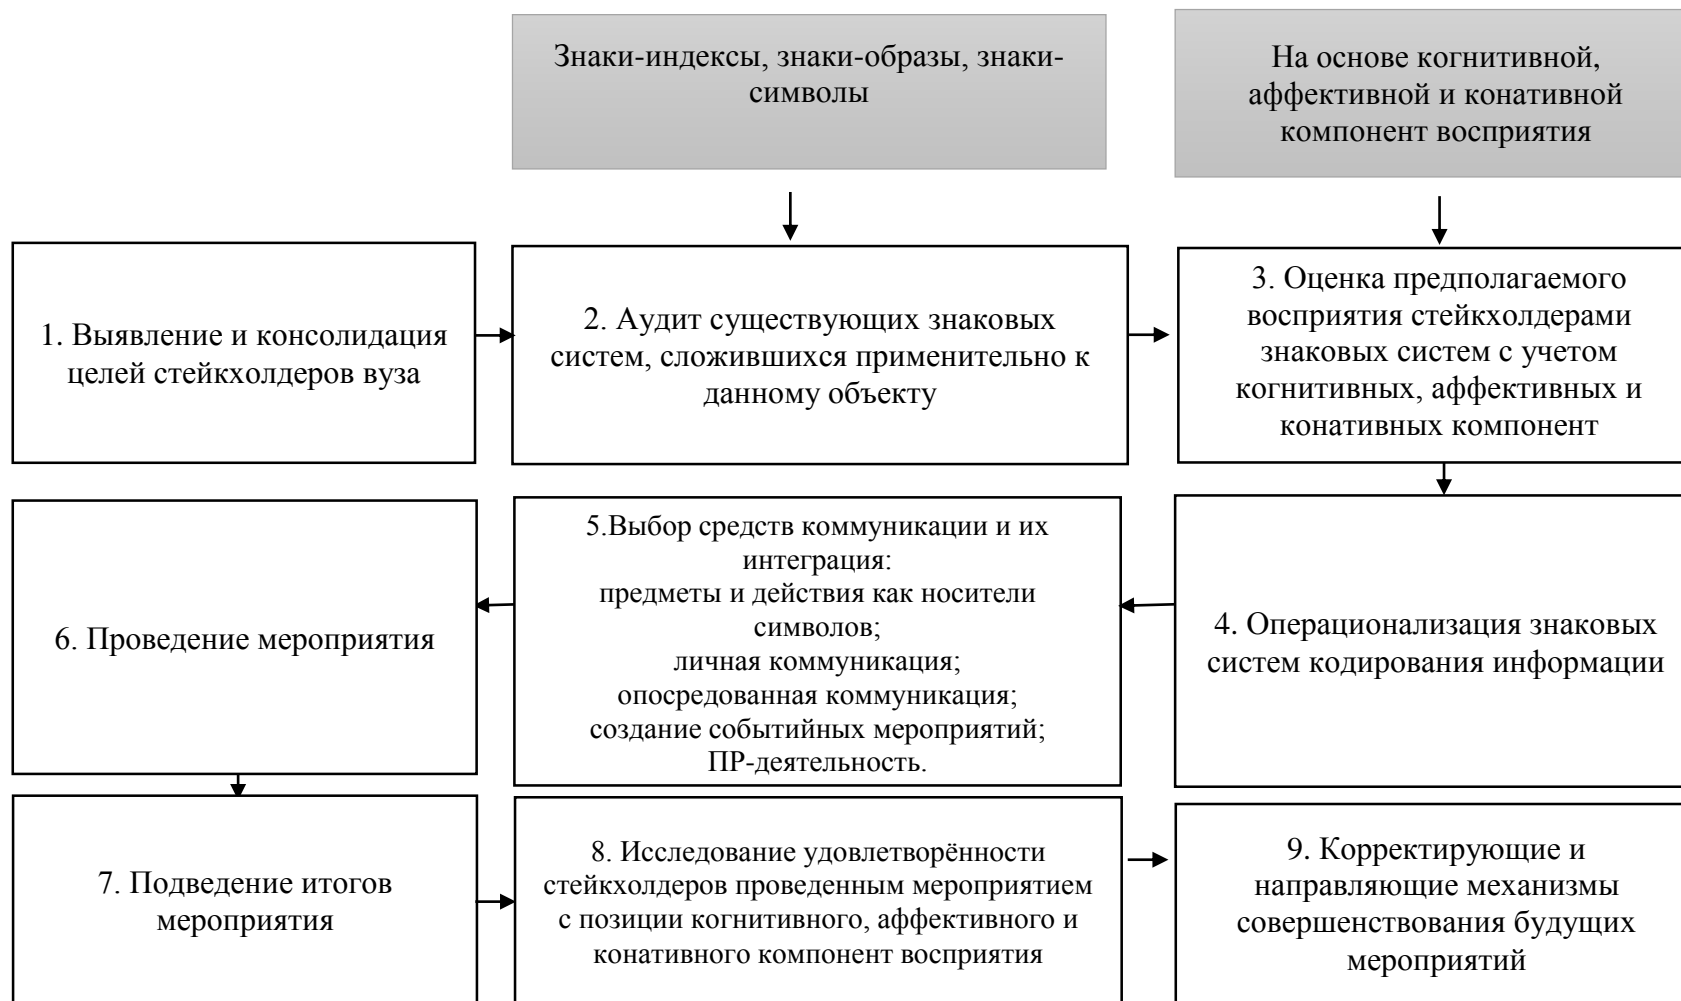 Знаки-индексы, знаки-образы, знаки-
символы
На основе когнитивной,
аффективной и конативной
компонент восприятия
1. Выявление и консолидация
целей стейкхолдеров вуза
2. Аудит существующих знаковых
систем, сложившихся применительно к
данному объекту
3. Оценка предполагаемого
восприятия стейкхолдерами
знаковых систем с учетом
когнитивных, аффективных и
конативных компонент
4. Операционализация знаковых
систем кодирования информации
5.Выбор средств коммуникации и их
интеграция:
предметы и действия как носители
символов;
личная коммуникация;
опосредованная коммуникация;
создание событийных мероприятий;
ПР-деятельность.
6. Проведение мероприятия
7. Подведение итогов
мероприятия
8. Исследование удовлетворённости
стейкхолдеров проведенным мероприятием
с позиции когнитивного, аффективного и
конативного компонент восприятия
9. Корректирующие и
направляющие механизмы
совершенствования будущих
мероприятий